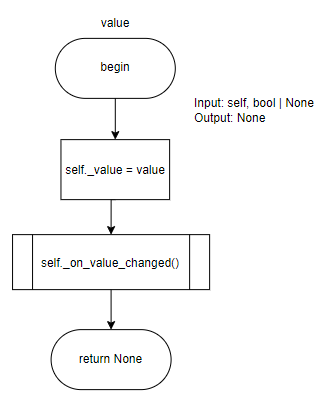 value
begin
Input: self, bool | None
Output: None
self._value = value
self._on_value_changed()
return None